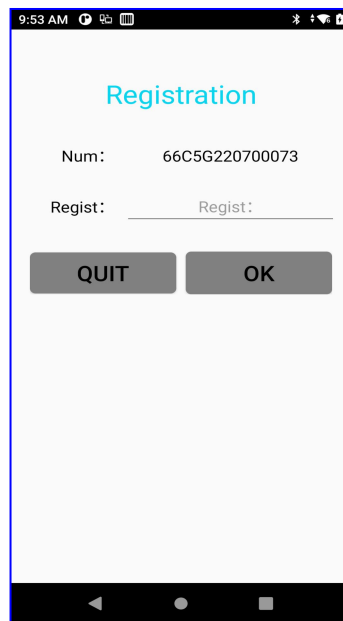 9:53 AM
Registration
Num： 66C5G220700073
Regist： Regist：
QUIT OK